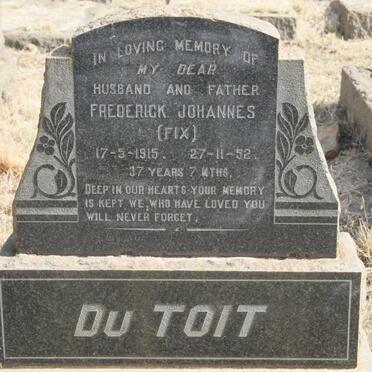 IN LOVING MEMORY OF
MY DEAR
HUSBAND AND FATHER
FREDERICK JOHANNES
(FIX)
17-5-1915. 27-11-52.
37 YEARS 7 MTHS.
DEEP IN OUR HEARTS YOUR MEMORY
IS KEPT WE, WHO HAVE LOVED YOU
WILL NEVER FORGET.
DU TOIT